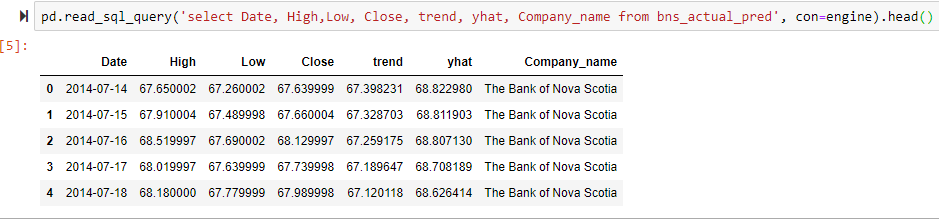 pd.read_sql_query('select Date, High,Low, Close, trend, yhat, Company_name from bns_actual_pred', con=engine).head()
[5]:
Date High Low Close trend yhat Company_name
0 2014-07-14 67.650002 67.260002 67.639999 67.398231 68.822980 The Bank of Nova Scotia
1 2014-07-15 67.910004 67.489998 67.660004 67.328703 68.811903 The Bank of Nova Scotia
2 2014-07-16 68.519997 67.690002 68.129997 67.259175 68.807130 The Bank of Nova Scotia
3 2014-07-17 68.019997 67.639999 67.739998 67.189647 68.708189 The Bank of Nova Scotia
4 2014-07-18 68.180000 67.779999 67.989998 67.120118 68.626414 The Bank of Nova Scotia